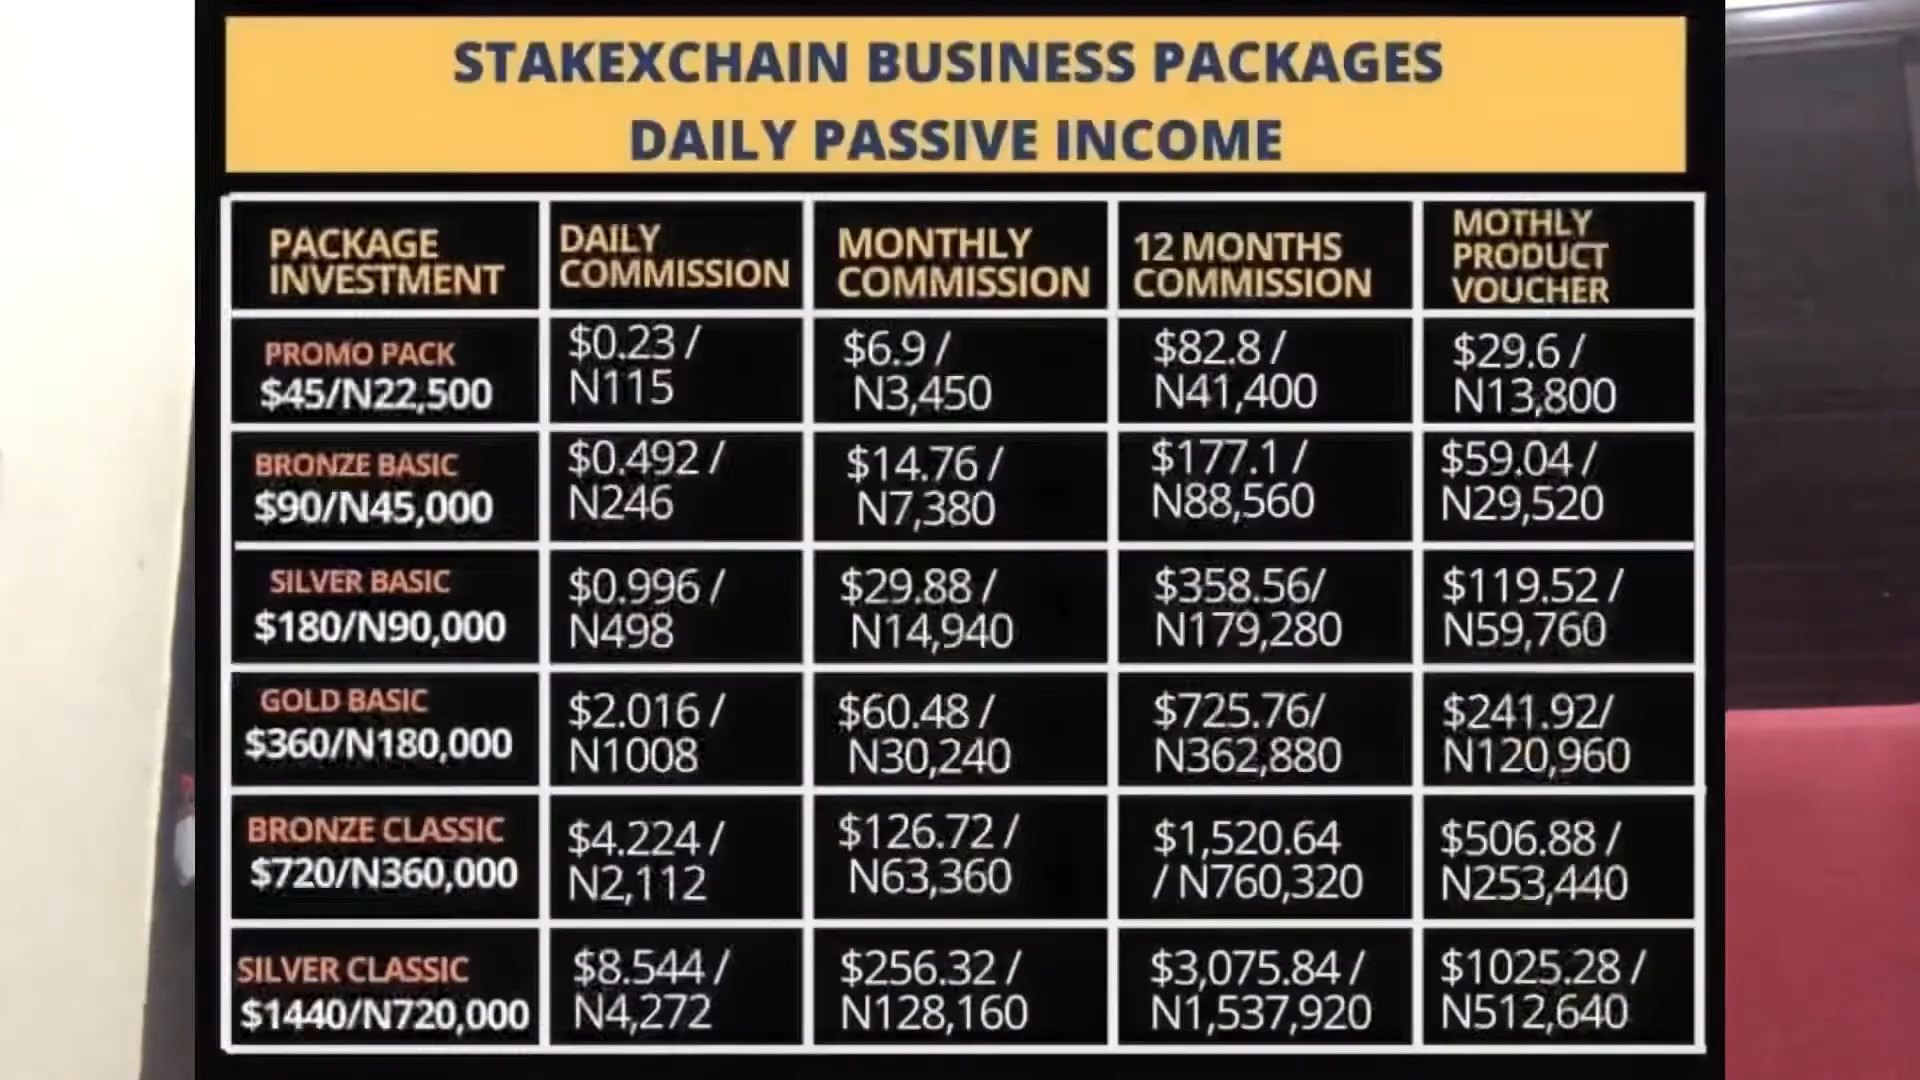 STAKEXCHAIN BUSINESS PACKAGES
DAILY PASSIVE INCOME
PACKAGE
INVESTMENT
DAILY
COMMISSION
MONTHLY
COMMISSION
12 MONTHS
COMMISSION
MOTHLY
PRODUCT
VOUCHER
PROMO PACK
$45/N22,500
$0.23 /
N115
$6.9 /
N3,450
$82.8 /
N41,400
$29.6 /
N13,800
BRONZE BASIC
$90/N45,000
$0.492 /
N246
$14.76 /
N7,380
$177.1 /
N88,560
$59.04 /
N29,520
SILVER BASIC
$180/N90,000
$0.996 /
N498
$29.88 /
N14,940
$358.56/
N179,280
$119.52 /
N59,760
GOLD BASIC
$360/N180,000
$2.016 /
N1008
$60.48 /
N30,240
$725.76/
N362,880
$241.92/
N120,960
BRONZE CLASSIC
$720/N360,000
$4.224 /
N2,112
$126.72 /
N63,360
$1,520.64
/ N760,320
$506.88 /
N253,440
SILVER CLASSIC
$1440/N720,000
$8.544 /
N4,272
$256.32 /
N128,160
$3,075.84 /
N1,537,920
$1025.28 /
N512,640